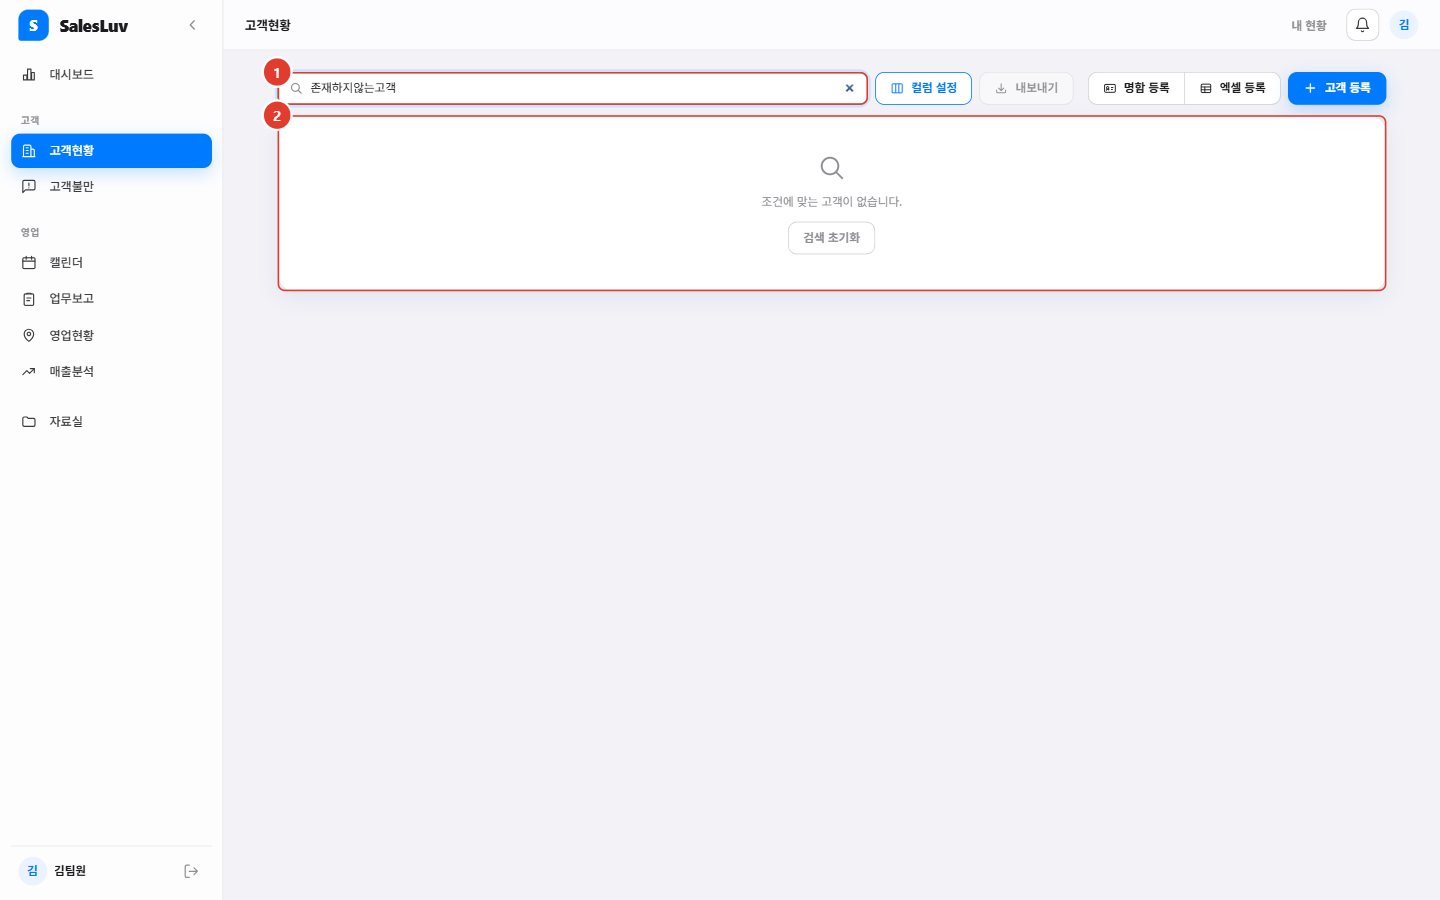 S SalesLuv
고객현황
내 현황
김
대시보드
고객
고객현황
고객불만
영업
캘린더
업무보고
영업현황
매출분석
자료실
김 김팀원
1
존재하지않는고객
컬럼 설정
내보내기
명함 등록
엑셀 등록
고객 등록
2
조건에 맞는 고객이 없습니다.
검색 초기화